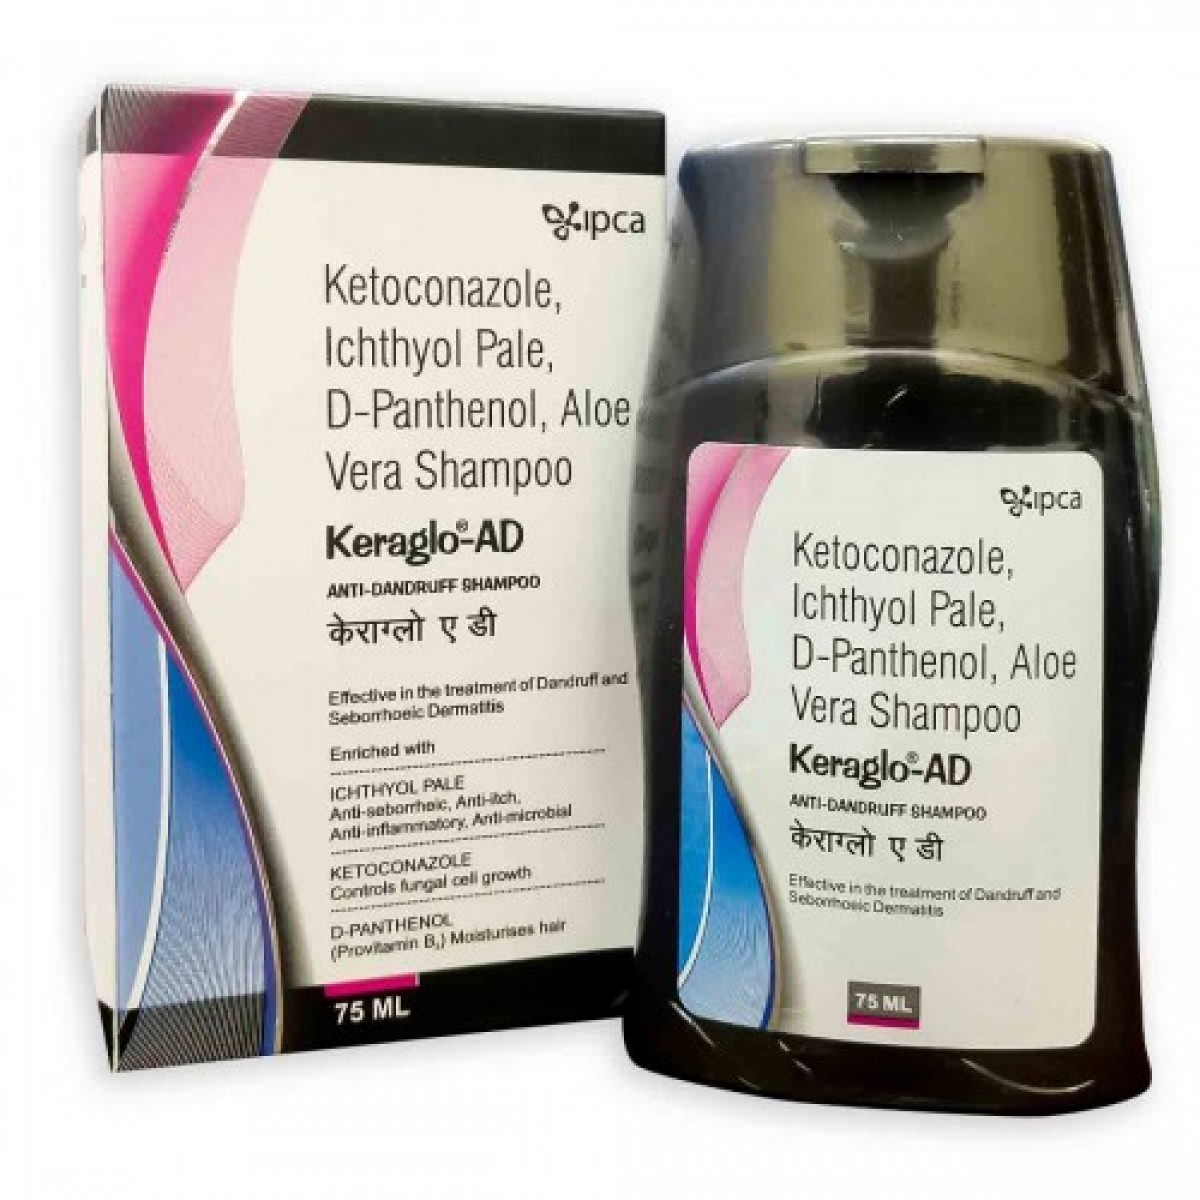 ipca
Ketoconazole,
Ichthyol Pale,
D-Panthenol, Aloe
Vera Shampoo
Keraglo®-AD
ANTI-DANDRUFF SHAMPOO
केराग्लो ए डी
Effective in the treatment of Dandruff and
Seborrhoeic Dermatitis
Enriched with
ICHTHYOL PALE
Anti-seborrheic, Anti-itch,
Anti-inflammatory, Anti-microbial
KETOCONAZOLE
Controls fungal cell growth
D-PANTHENOL
(Provitamin B₅) Moisturises hair
75 ML
ipca
Ketoconazole,
Ichthyol Pale,
D-Panthenol, Aloe
Vera Shampoo
Keraglo®-AD
ANTI-DANDRUFF SHAMPOO
केराग्लो ए डी
Effective in the treatment of Dandruff and
Seborrhoeic Dermatitis
75 ML